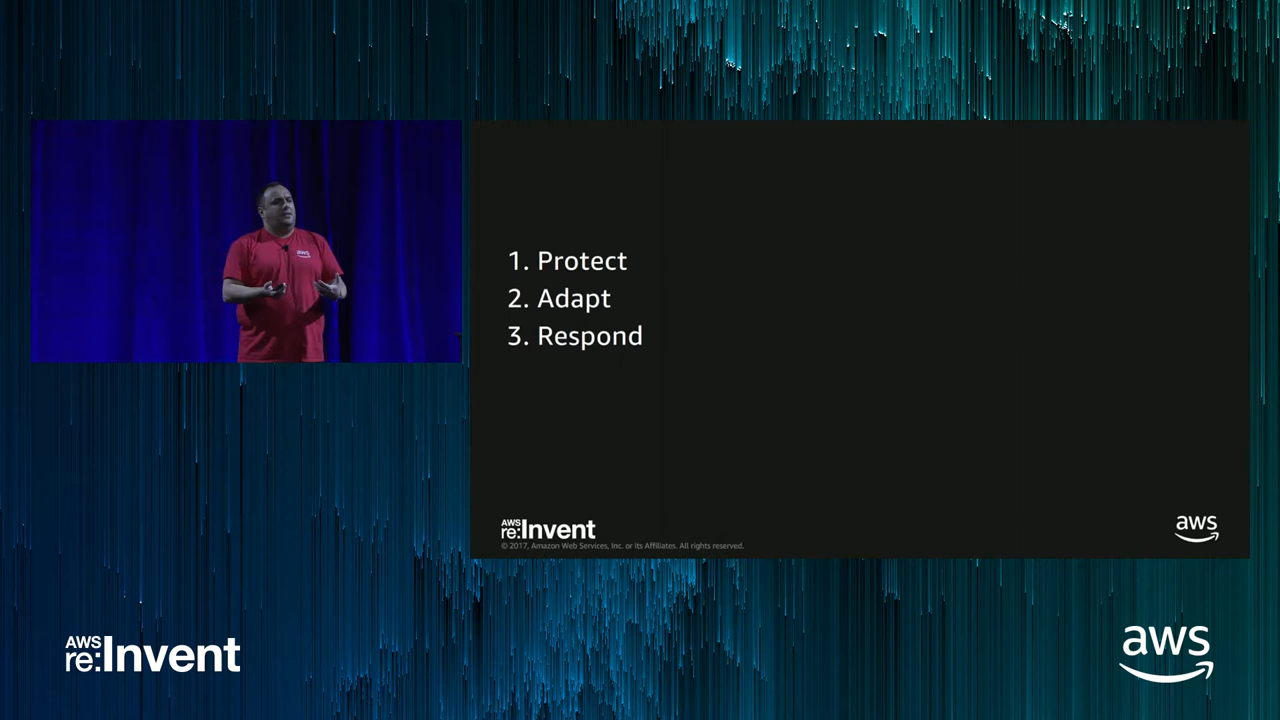 aws
1. Protect
2. Adapt
3. Respond
AWS
re:Invent
© 2017, Amazon Web Services, Inc. or its Affiliates. All rights reserved.
aws
AWS
re:Invent
aws